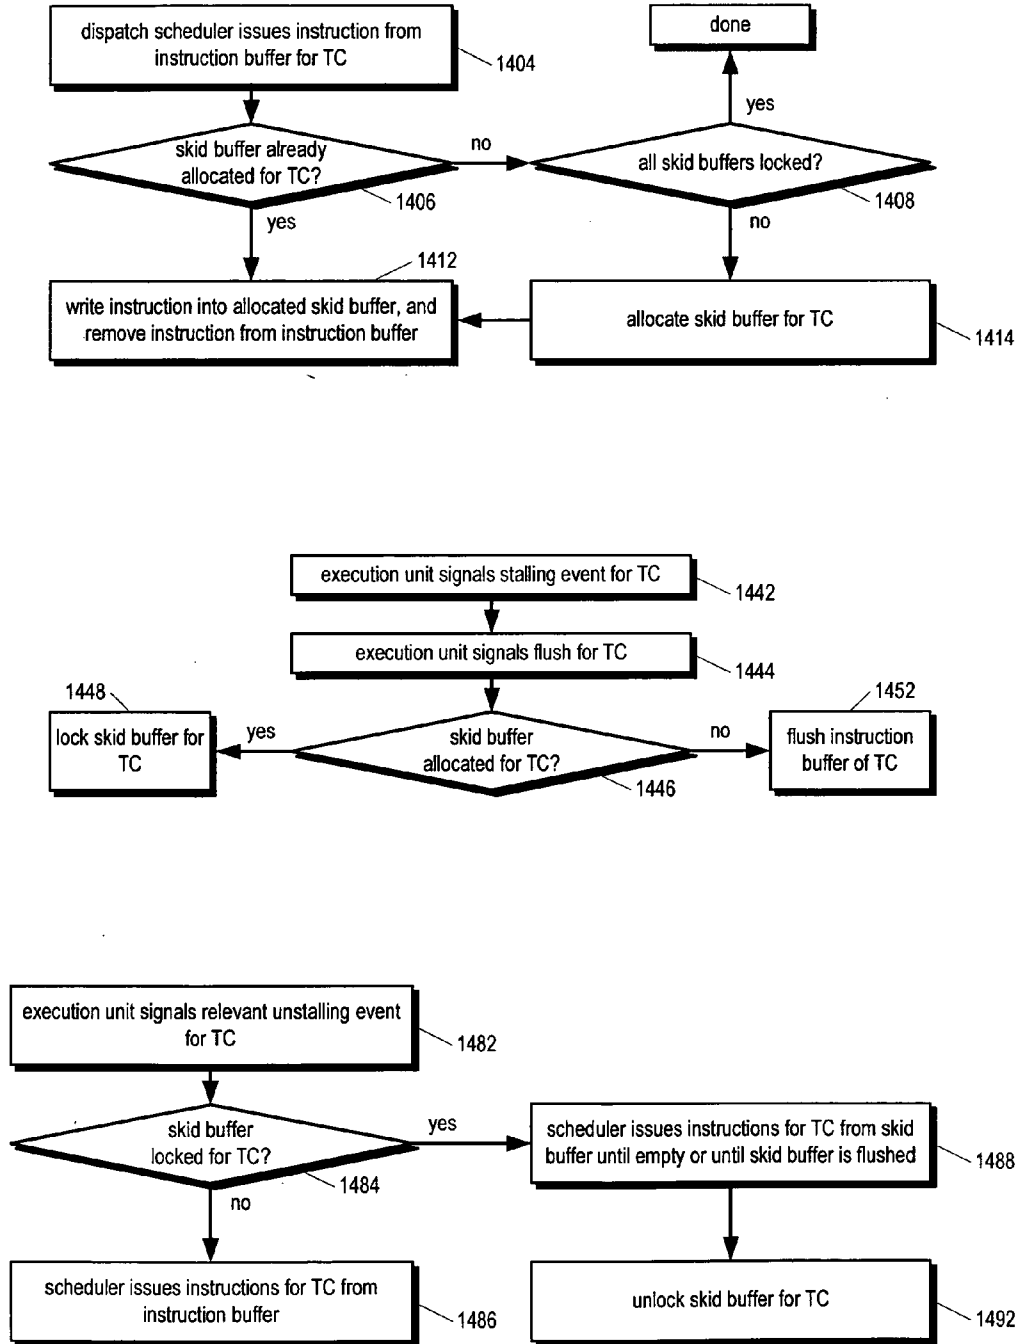 dispatch scheduler issues instruction from
instruction buffer for TC
1404
done
yes
skid buffer already
allocated for TC?
1406
no
all skid buffers locked?
1408
yes
no
1412
write instruction into allocated skid buffer, and
remove instruction from instruction buffer
allocate skid buffer for TC
1414
execution unit signals stalling event for TC
1442
execution unit signals flush for TC
1444
1448
lock skid buffer for
TC
yes
skid buffer
allocated for TC?
1446
no
1452
flush instruction
buffer of TC
execution unit signals relevant unstalling event
for TC
1482
skid buffer
locked for TC?
1484
yes
scheduler issues instructions for TC from skid
buffer until empty or until skid buffer is flushed
1488
no
scheduler issues instructions for TC from
instruction buffer
1486
unlock skid buffer for TC
1492